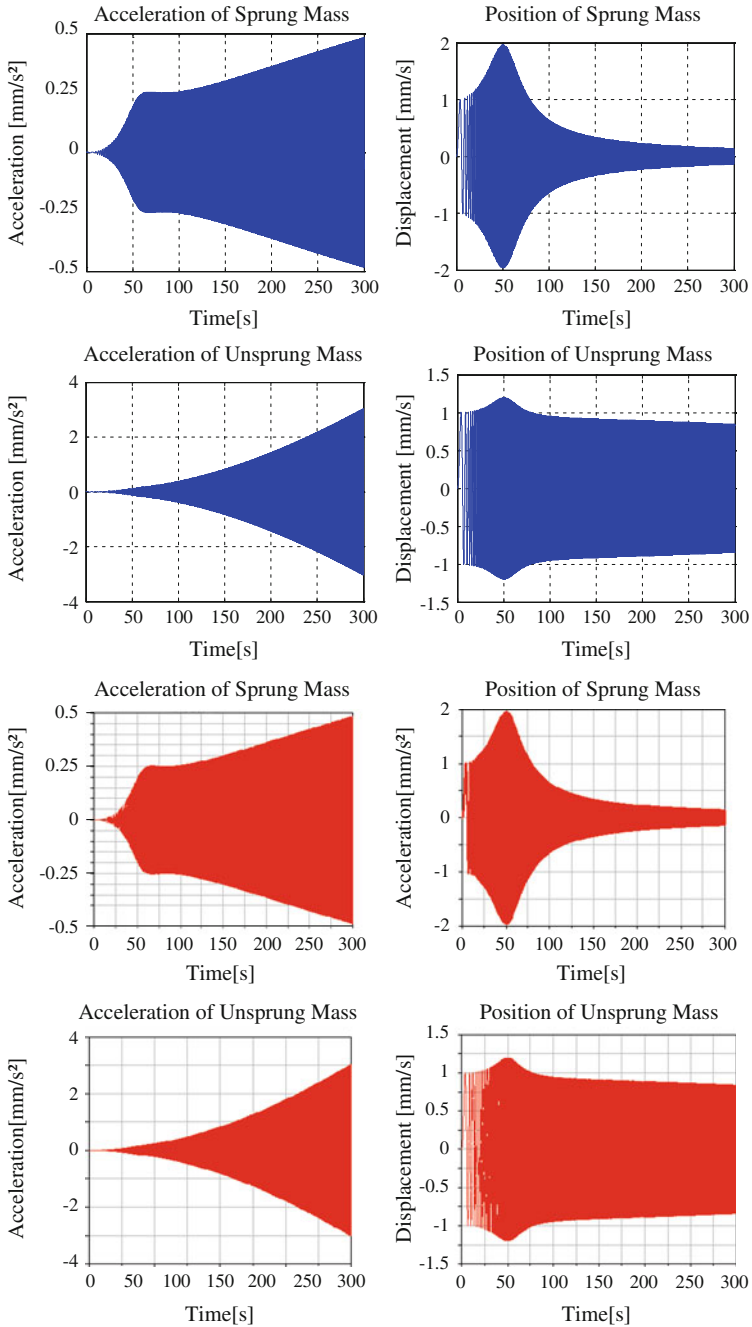 Acceleration of Sprung Mass
Acceleration [mm/s²]
0.5
0.25
0
-0.25
-0.5
0 50 100 150 200 250 300
Time[s]
Position of Sprung Mass
Displacement [mm/s]
2
1
0
-1
-2
0 50 100 150 200 250 300
Time[s]
Acceleration of Unsprung Mass
Acceleration [mm/s²]
4
2
0
-2
-4
0 50 100 150 200 250 300
Time[s]
Position of Unsprung Mass
Displacement [mm/s]
1.5
1
0.5
0
-0.5
-1
-1.5
0 50 100 150 200 250 300
Time[s]
Acceleration of Sprung Mass
Acceleration[mm/s²]
0.5
0.25
0
-0.25
-0.5
0 50 100 150 200 250 300
Time[s]
Position of Sprung Mass
Acceleration[mm/s²]
2
1
0
-1
-2
0 50 100 150 200 250 300
Time[s]
Acceleration of Unsprung Mass
Acceleration[mm/s²]
4
2
0
-2
-4
0 50 100 150 200 250 300
Time[s]
Position of Unsprung Mass
Displacement [mm/s]
1.5
1
0.5
0
-0.5
-1
-1.5
0 50 100 150 200 250 300
Time[s]